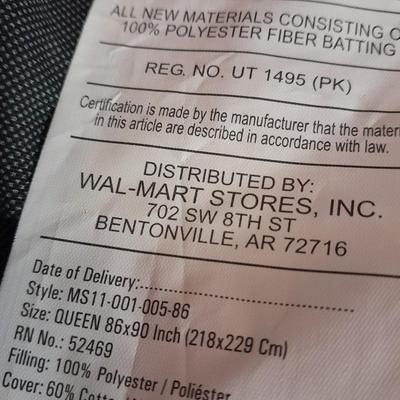 ALL NEW MATERIALS CONSISTING
100% POLYESTER FIBER BATTING
REG. NO. UT 1495 (PK)
Certification is made by the manufacturer that the
in this article are described in accordance with law.
DISTRIBUTED BY:
WAL-MART STORES, INC.
702 SW 8TH ST
BENTONVILLE, AR 72716
Date of Delivery:..............................
Style: MS11-001-005-86
Size: QUEEN 86x90 Inch (218x229 Cm)
RN No.: 52469
Filling: 100% Polyester / Poliéster
Cover: 60%